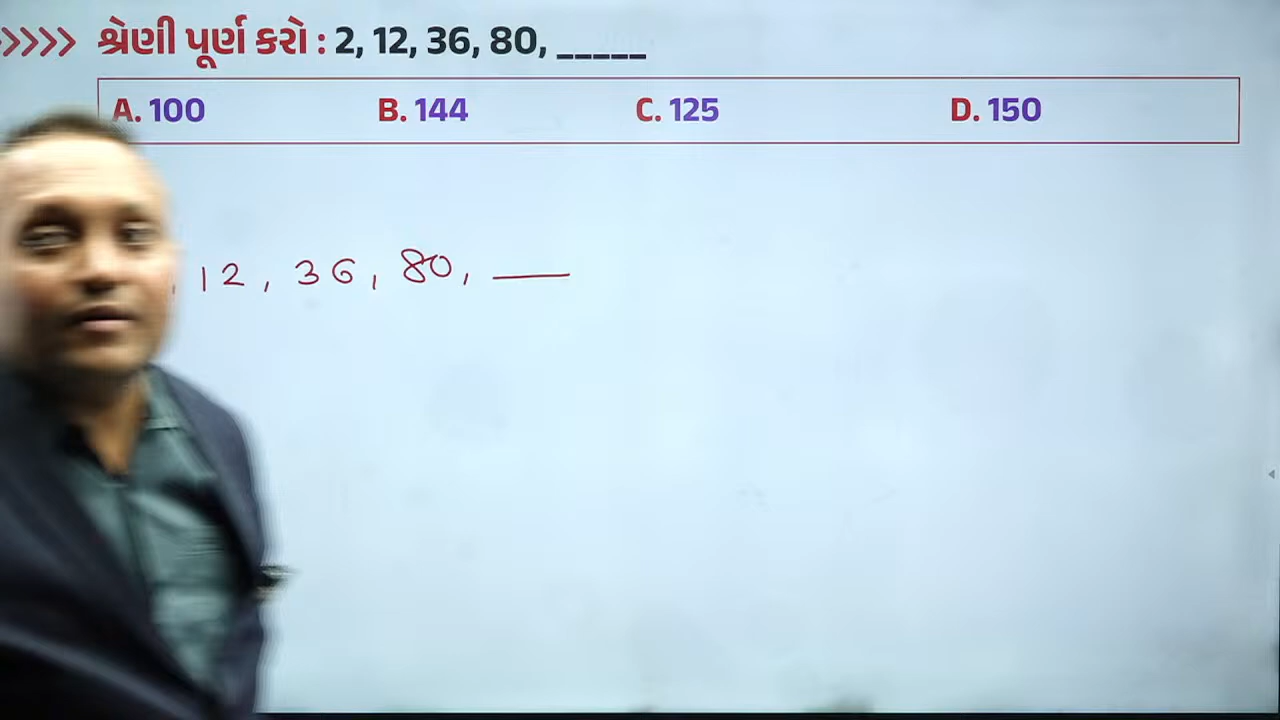 શ્રેણી પૂર્ણ કરો : 2, 12, 36, 80, _____
A. 100 B. 144 C. 125 D. 150
, 12, 36, 80, ___